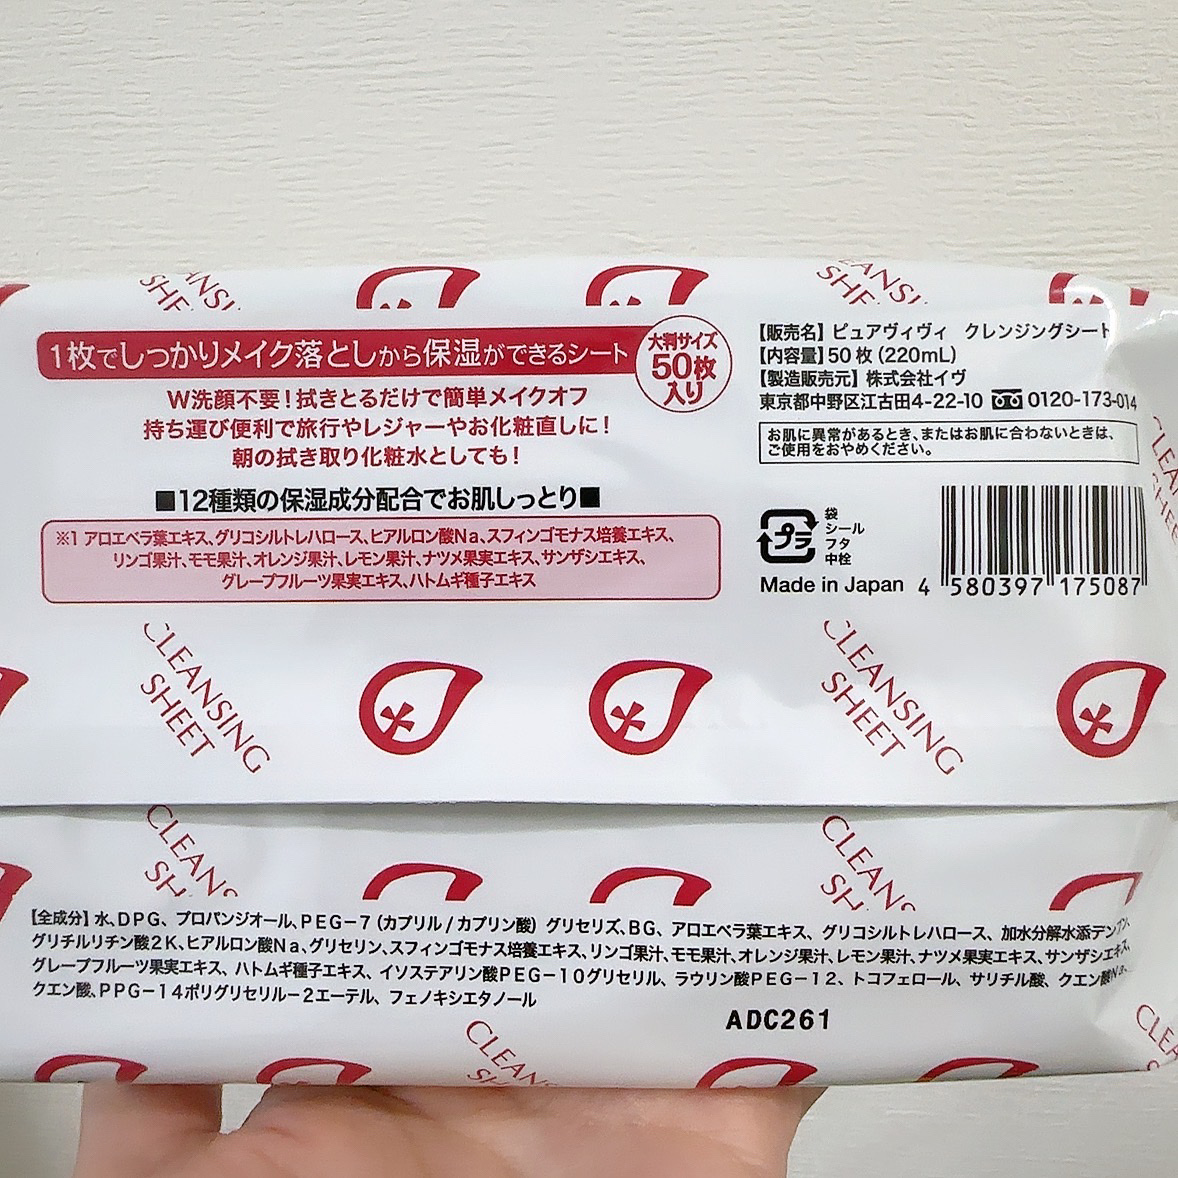 CLEANSING
SHEET
1枚でしっかりメイク落としから保湿ができるシート
大判サイズ
50枚
入り
W洗顔不要！拭きとるだけで簡単メイクオフ
持ち運び便利で旅行やレジャーやお化粧直しに！
朝の拭き取り化粧水としても！
■12種類の保湿成分配合でお肌しっとり■
※1 アロエベラ葉エキス、グリコシルトレハロース、ヒアルロン酸Na、スフィンゴモナス培養エキス、
リンゴ果汁、モモ果汁、オレンジ果汁、レモン果汁、ナツメ果実エキス、サンザシエキス、
グレープフルーツ果実エキス、ハトムギ種子エキス
【販売名】ピュアヴィヴィ クレンジングシート
【内容量】50枚（220mL）
【製造販売元】株式会社イヴ
東京都中野区江古田4-22-10 0120-173-014
お肌に異常があるとき、またはお肌に合わないときは、
ご使用をおやめください。
プラ
袋
シール
フタ
中栓
Made in Japan
4 580397 175087
CLEANSING
SHEET
CLEANSING
SHEET
【全成分】水、DPG、プロパンジオール、PEG−7（カプリル/カプリン酸）グリセリズ、BG、アロエベラ葉エキス、グリコシルトレハロース、加水分解水添デンプン、
グリチルリチン酸2K、ヒアルロン酸Na、グリセリン、スフィンゴモナス培養エキス、リンゴ果汁、モモ果汁、オレンジ果汁、レモン果汁、ナツメ果実エキス、サンザシエキス、
グレープフルーツ果実エキス、ハトムギ種子エキス、イソステアリン酸PEG−10グリセリル、ラウリン酸PEG−12、トコフェロール、サリチル酸、クエン酸Na、
クエン酸、PPG−14ポリグリセリル−2エーテル、フェノキシエタノール
ADC261